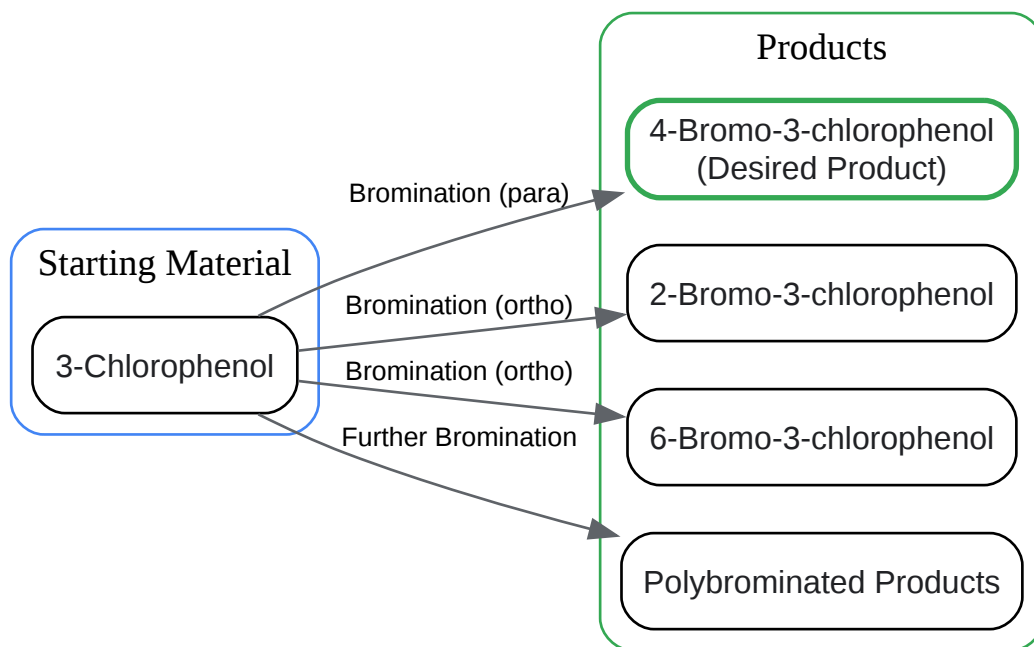 Products
4-Bromo-3-chlorophenol
(Desired Product)
Bromination (para)
Starting Material
3-Chlorophenol
Bromination (ortho)
2-Bromo-3-chlorophenol
Bromination (ortho)
6-Bromo-3-chlorophenol
Further Bromination
Polybrominated Products